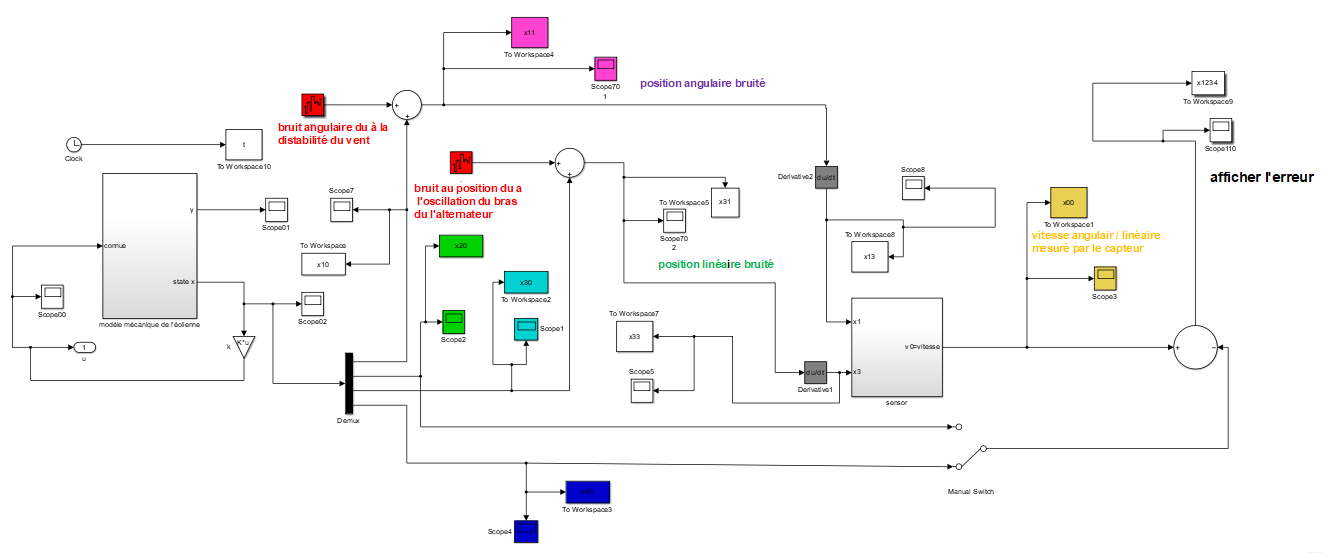 x11
To Workspace4
Scope70
1
position angulaire bruité
x1234
To Workspace9
Scope110
afficher l'erreur
bruit angulaire du à la
distabilité du vent
Clock
t
To Workspace10
bruit au position du a
l'oscillation du bras
du l'alternateur
Derivative2
du/dt
Scope8
x31
To Workspace5
Scope70
2
x00
To Workspace1
vitesse angulair / linéaire
mesuré par le capteur
Scope3
y
Scope01
Scope7
To Workspace
x10
x20
To Workspace8
x13
position linéaire bruité
comue
state x
modéle mécanique de l'éolienne
Scope00
Scope02
x30
To Workspace2
Scope1
Scope2
k
K*u
1
u
To Workspace7
x33
Scope5
x1
x3
v0=vitesse
sensor
du/dt
Derivative1
Demux
Manual Switch
To Workspace3
Scope4